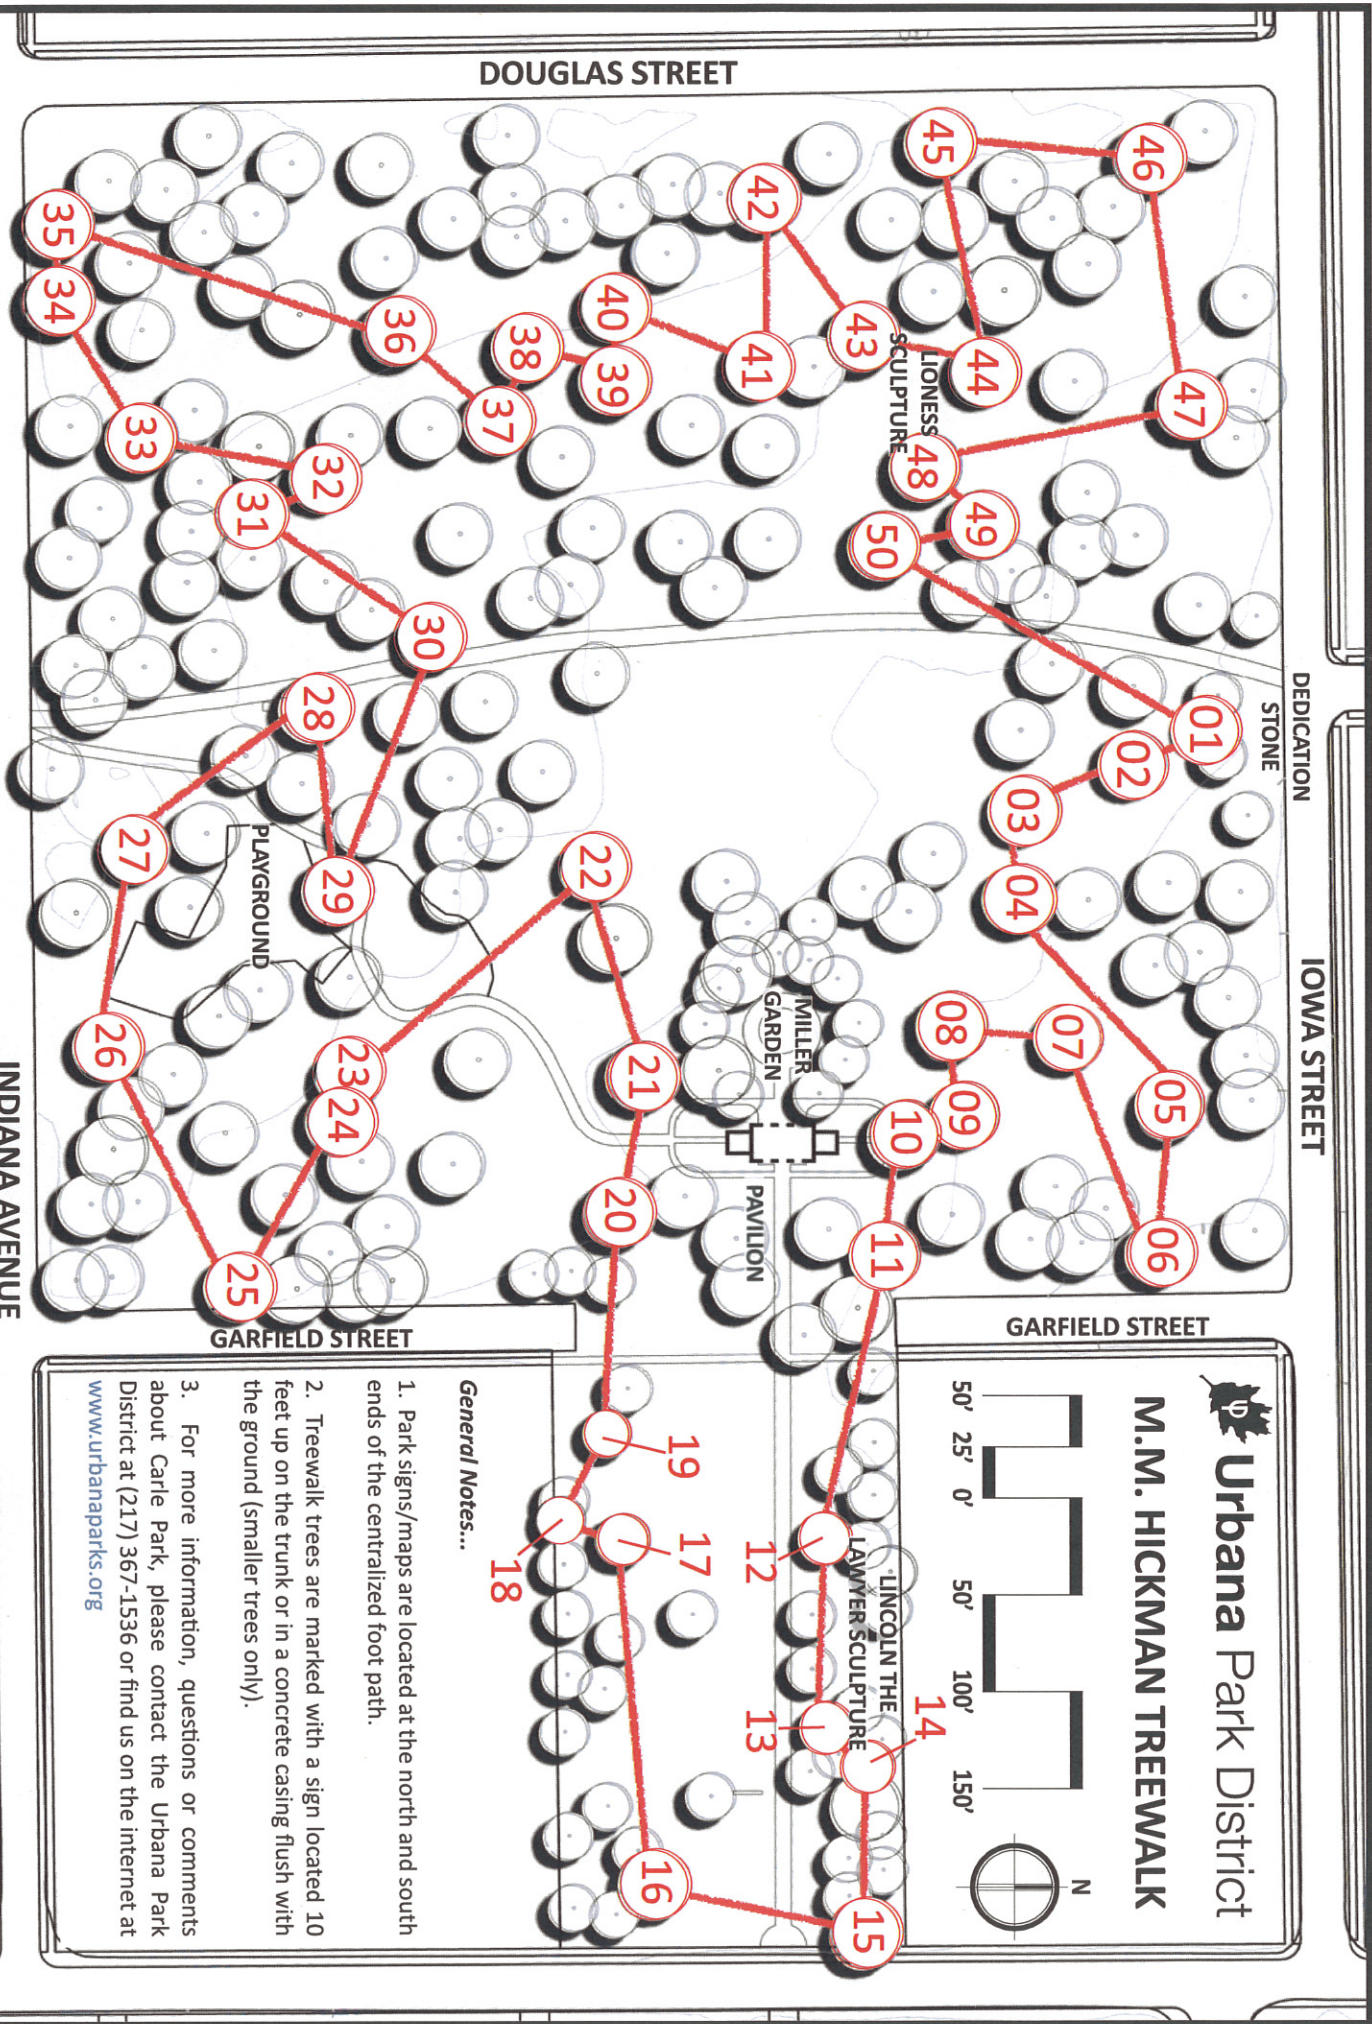 DOUGLAS STREET
IOWA STREET
INDIANA AVENUE
GARFIELD STREET
GARFIELD STREET
DEDICATION
STONE
LIONESS
SCULPTURE
MILLER
GARDEN
PAVILION
PLAYGROUND
LINCOLN THE
LAWYER SCULPTURE
01
02
03
04
05
06
07
08
09
10
11
12
13
14
15
16
17
18
19
20
21
22
23
24
25
26
27
28
29
30
31
32
33
34
35
36
37
38
39
40
41
42
43
44
45
46
47
48
49
50
Urbana Park District
M.M. HICKMAN TREEWALK
50' 25' 0' 50' 100' 150'
N
General Notes...
1. Park signs/maps are located at the north and south
ends of the centralized foot path.
2. Treewalk trees are marked with a sign located 10
feet up on the trunk or in a concrete casing flush with
the ground (smaller trees only).
3. For more information, questions or comments
about Carle Park, please contact the Urbana Park
District at (217) 367-1536 or find us on the internet at
www.urbanaparks.org